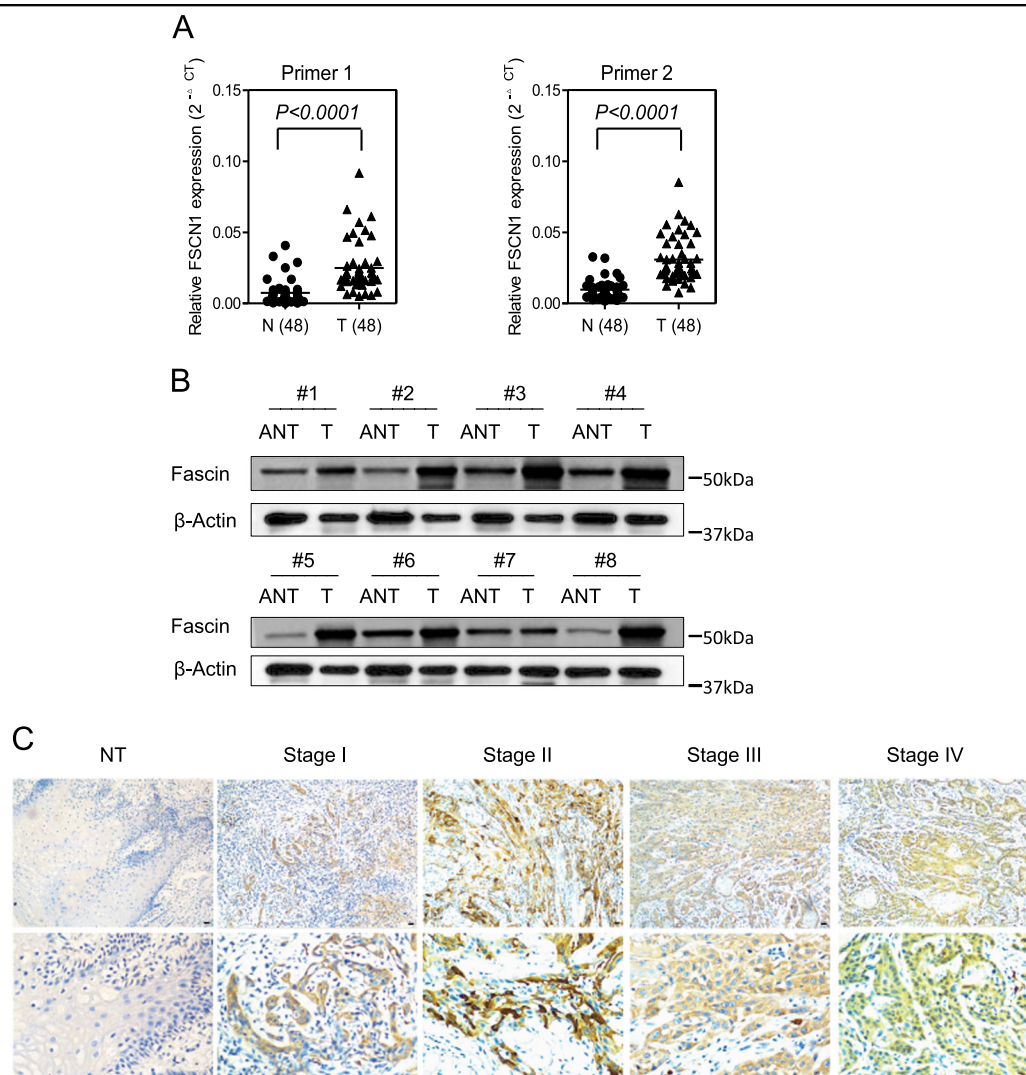 A
Primer 1
Primer 2
Relative FSCN1 expression (2 -△ CT)
0.15
0.10
0.05
0.00
P<0.0001
N (48) T (48)
Relative FSCN1 expression (2 -△ CT)
0.15
0.10
0.05
0.00
P<0.0001
N (48) T (48)
B
#1 #2 #3 #4
ANT T ANT T ANT T ANT T
Fascin
50kDa
β-Actin
37kDa
#5 #6 #7 #8
ANT T ANT T ANT T ANT T
Fascin
50kDa
β-Actin
37kDa
C
NT Stage I Stage II Stage III Stage IV